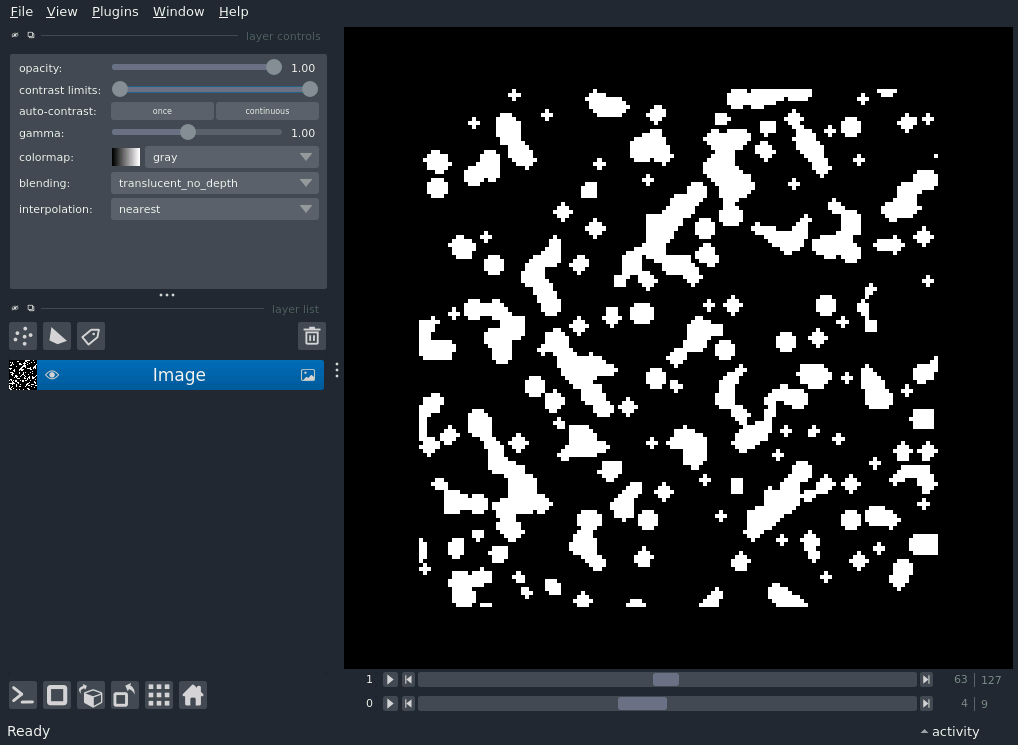 File View Plugins Window Help
layer controls
opacity: 1.00
contrast limits:
auto-contrast: once continuous
gamma: 1.00
colormap: gray
blending: translucent_no_depth
interpolation: nearest
layer list
Image
1 63 127
0 4 9
Ready activity